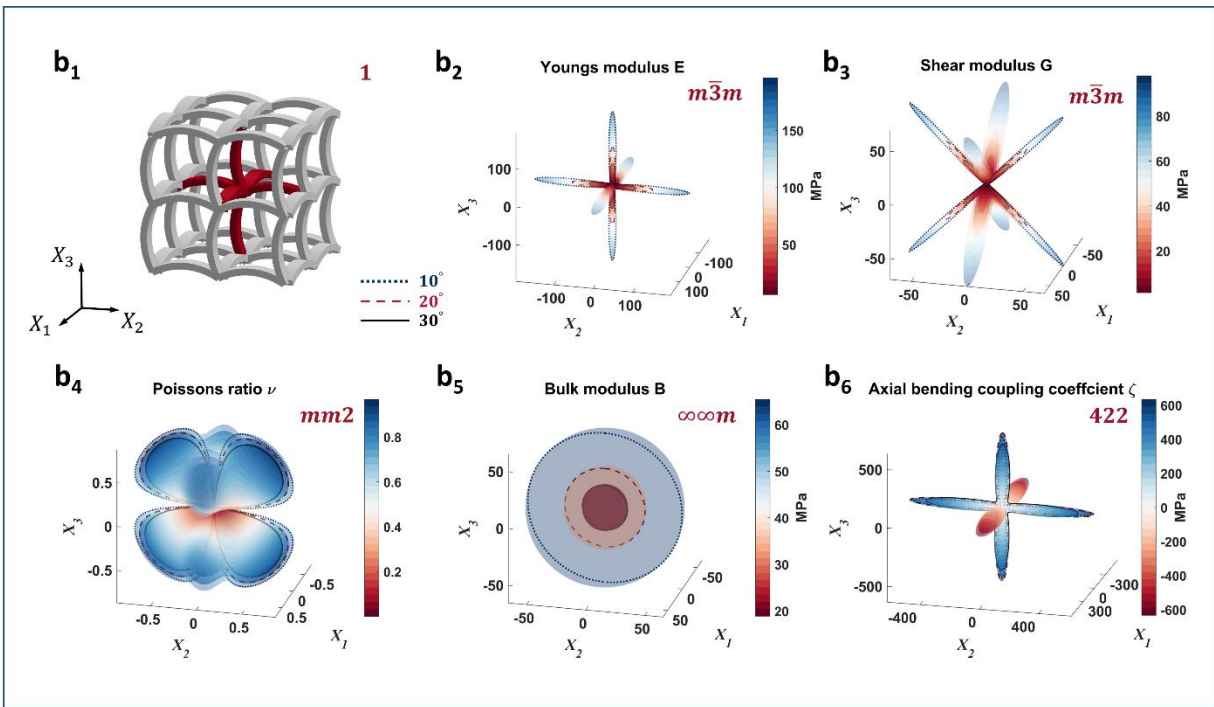 b1
1
X3
X1
X2
10°
20°
30°
b2
Youngs modulus E
m3̅m
150
100
50
MPa
100
0
-100
X3
-100
0
100
-100
0
100
X2
X1
b3
Shear modulus G
m3̅m
80
60
40
20
MPa
50
0
-50
X3
-50
0
50
-50
0
50
X2
X1
b4
Poissons ratio ν
mm2
0.8
0.6
0.4
0.2
0.5
0
-0.5
X3
-0.5
0
0.5
-0.5
0
0.5
X2
X1
b5
Bulk modulus B
∞∞m
60
50
40
30
20
MPa
50
0
-50
X3
-50
0
50
-50
0
50
X2
X1
b6
Axial bending coupling coeffcient ζ
422
600
400
200
0
-200
-400
-600
MPa
500
0
-500
X3
-400
0
400
-300
0
300
X2
X1